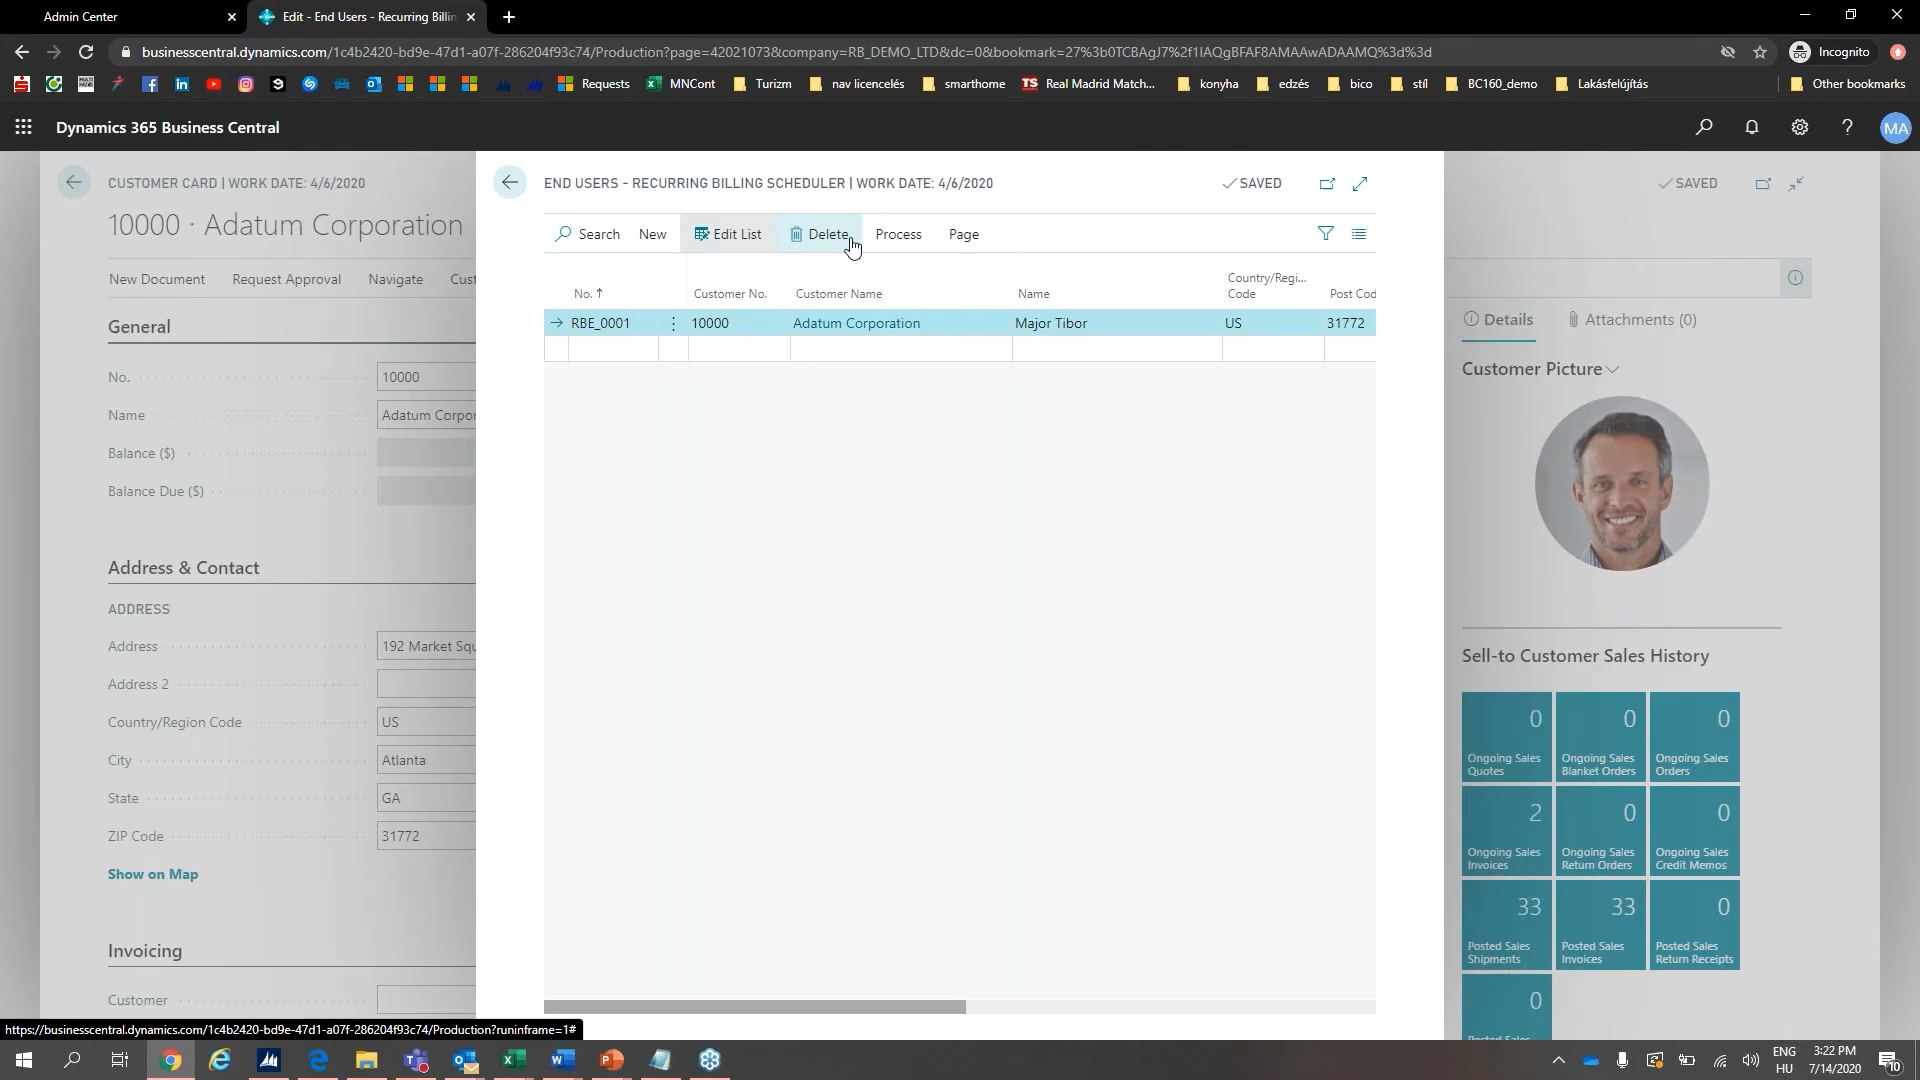 Admin Center
Edit - End Users - Recurring Billin
businesscentral.dynamics.com/1c4b2420-bd9e-47d1-a07f-286204f93c74/Production?page=42021073&company=RB_DEMO_LTD&dc=0&bookmark=27%3b0TCBAgJ7%2f1IAQgBFAF8AMAAwADAAMQ%3d%3d
Incognito
Requests
MNCont
Turizm
nav licencelés
smarthome
TS Real Madrid Match...
konyha
edzés
bico
stíl
BC160_demo
Lakásfelújítás
Other bookmarks
Dynamics 365 Business Central
MA
CUSTOMER CARD | WORK DATE: 4/6/2020
10000 · Adatum Corporation
New Document
Request Approval
Navigate
Cust
General
No.
10000
Name
Adatum Corpor
Balance ($)
Balance Due ($)
Address & Contact
ADDRESS
Address
192 Market Squ
Address 2
Country/Region Code
US
City
Atlanta
State
GA
ZIP Code
31772
Show on Map
Invoicing
Customer
END USERS - RECURRING BILLING SCHEDULER | WORK DATE: 4/6/2020
SAVED
Search
New
Edit List
Delete
Process
Page
No. ↑
Customer No.
Customer Name
Name
Country/Regi...
Code
Post Cod
RBE_0001
10000
Adatum Corporation
Major Tibor
US
31772
SAVED
Details
Attachments (0)
Customer Picture
Sell-to Customer Sales History
0
Ongoing Sales
Quotes
0
Ongoing Sales
Blanket Orders
0
Ongoing Sales
Orders
2
Ongoing Sales
Invoices
0
Ongoing Sales
Return Orders
0
Ongoing Sales
Credit Memos
33
Posted Sales
Shipments
33
Posted Sales
Invoices
0
Posted Sales
Return Receipts
0
Posted Sales
https://businesscentral.dynamics.com/1c4b2420-bd9e-47d1-a07f-286204f93c74/Production?runinframe=1#
ENG
HU
3:22 PM
7/14/2020
10